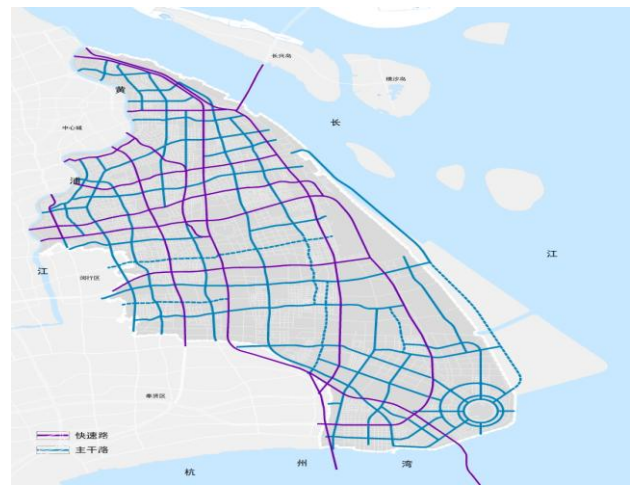 长兴岛
横沙岛
黄
长
中心城
浦
江
江
闵行区
奉贤区
快速路
主干路
杭
州
湾